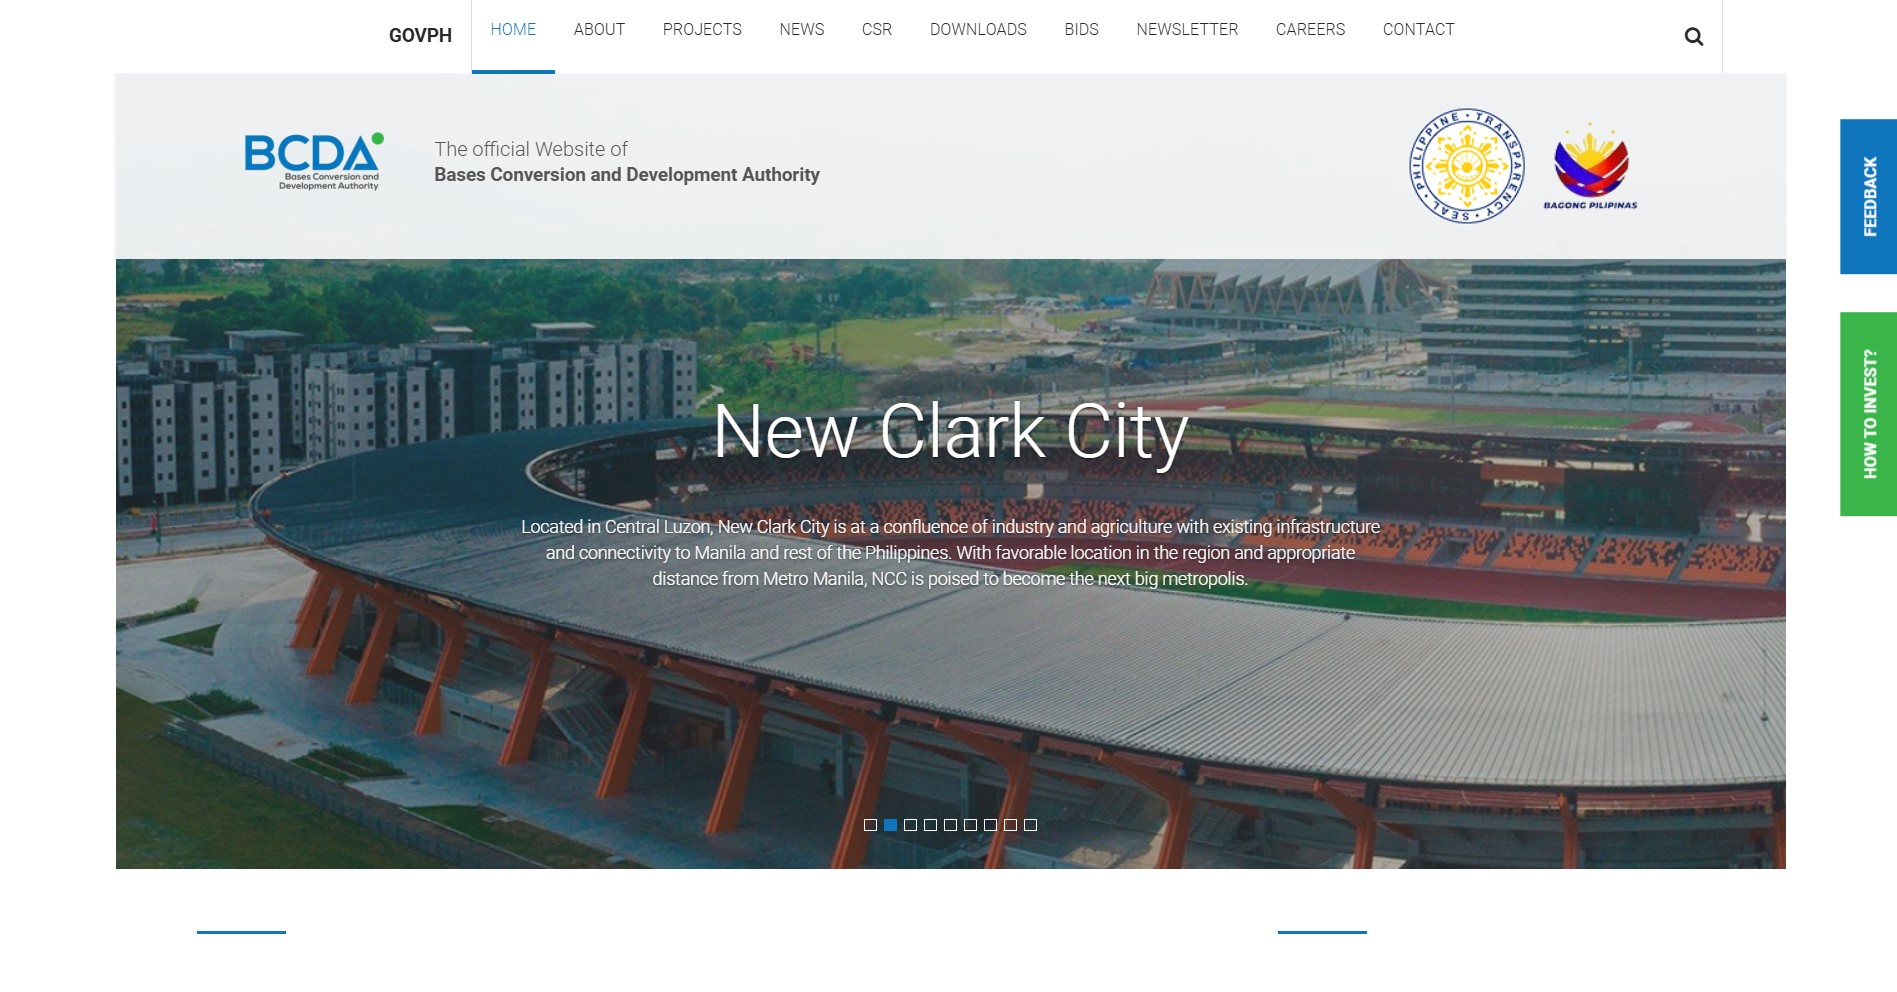 GOVPH
HOME
ABOUT
PROJECTS
NEWS
CSR
DOWNLOADS
BIDS
NEWSLETTER
CAREERS
CONTACT
BCDA
Bases Conversion and
Development Authority
The official Website of
Bases Conversion and Development Authority
PHILIPPINE • TRANSPARENCY • SEAL •
BAGONG PILIPINAS
FEEDBACK
HOW TO INVEST?
New Clark City
Located in Central Luzon, New Clark City is at a confluence of industry and agriculture with existing infrastructure
and connectivity to Manila and rest of the Philippines. With favorable location in the region and appropriate
distance from Metro Manila, NCC is poised to become the next big metropolis.